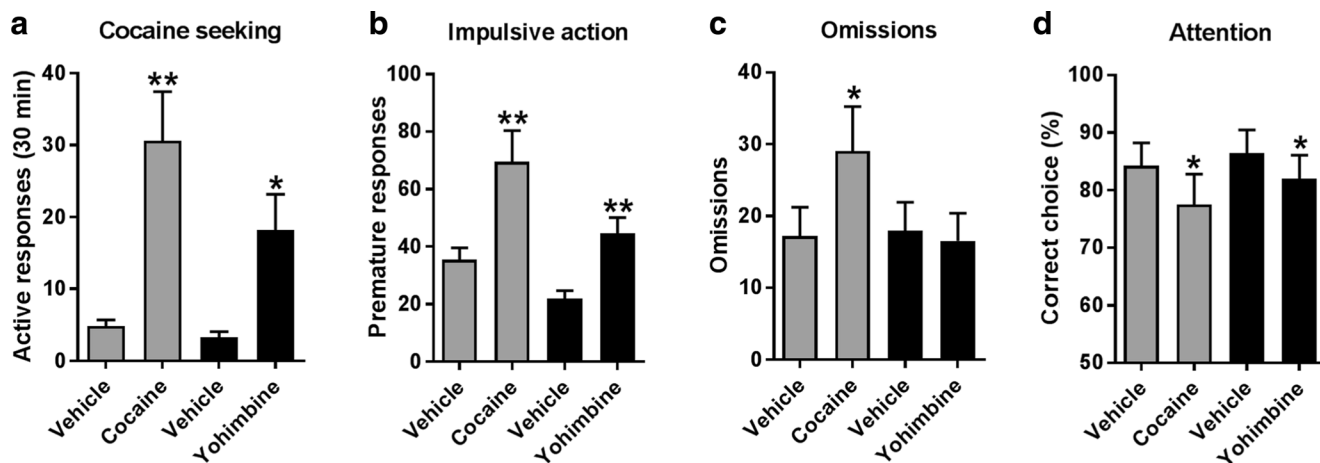 a
Cocaine seeking
Active responses (30 min)
40
30
20
10
0
**
*
Vehicle
Cocaine
Vehicle
Yohimbine
b
Impulsive action
Premature responses
100
80
60
40
20
0
**
**
Vehicle
Cocaine
Vehicle
Yohimbine
c
Omissions
Omissions
40
30
20
10
0
*
Vehicle
Cocaine
Vehicle
Yohimbine
d
Attention
Correct choice (%)
100
90
80
70
60
50
*
*
Vehicle
Cocaine
Vehicle
Yohimbine